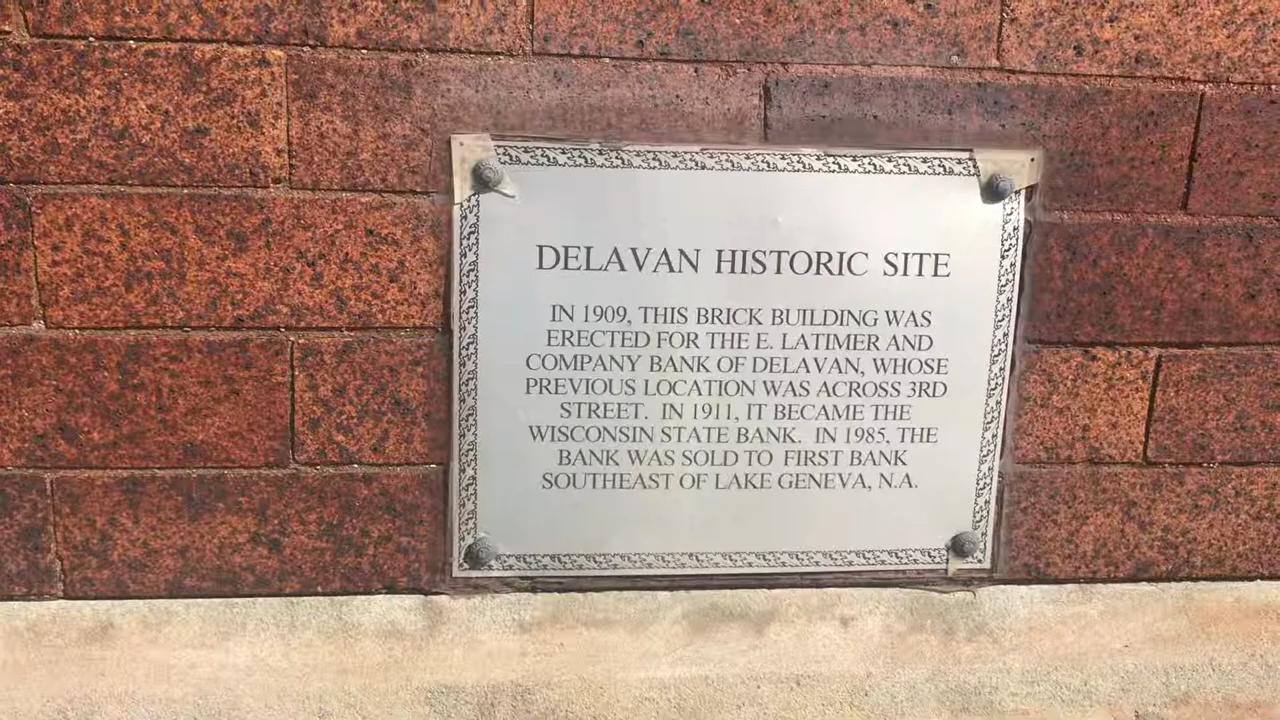 DELAVAN HISTORIC SITE
IN 1909, THIS BRICK BUILDING WAS
ERECTED FOR THE E. LATIMER AND
COMPANY BANK OF DELAVAN, WHOSE
PREVIOUS LOCATION WAS ACROSS 3RD
STREET. IN 1911, IT BECAME THE
WISCONSIN STATE BANK. IN 1985, THE
BANK WAS SOLD TO FIRST BANK
SOUTHEAST OF LAKE GENEVA, N.A.